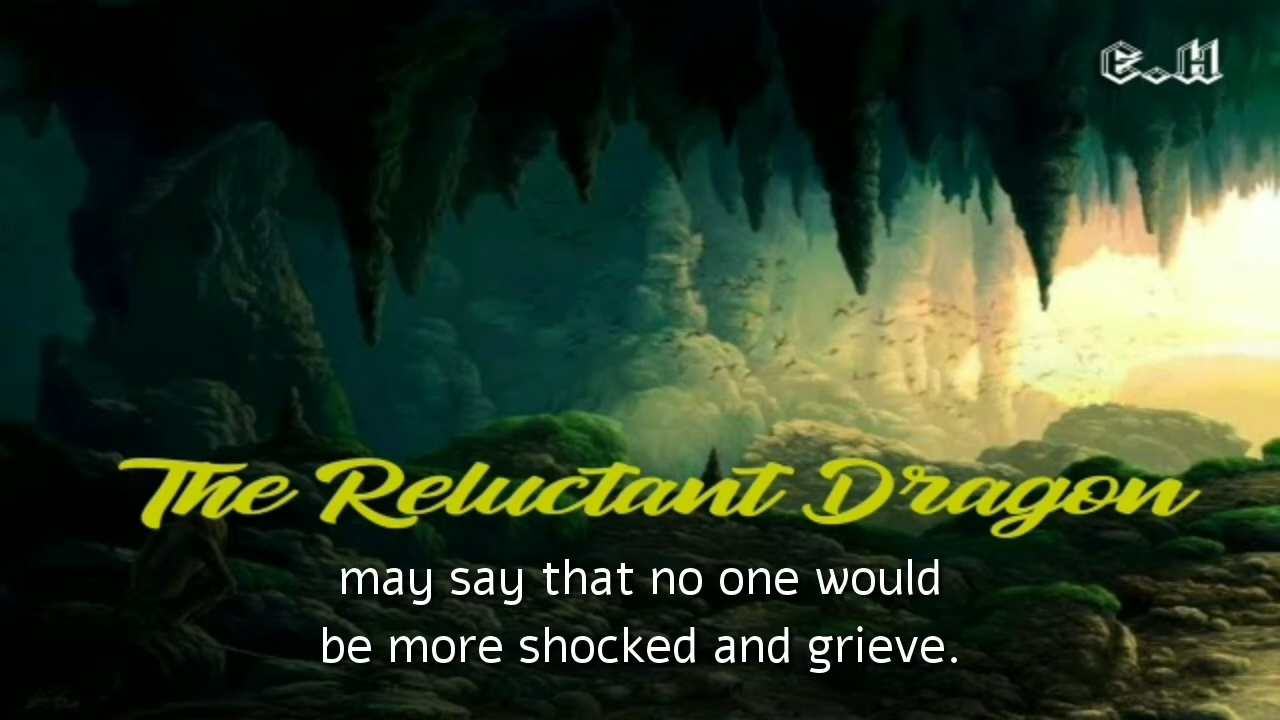 E.H
The Reluctant Dragon
may say that no one would
be more shocked and grieve.